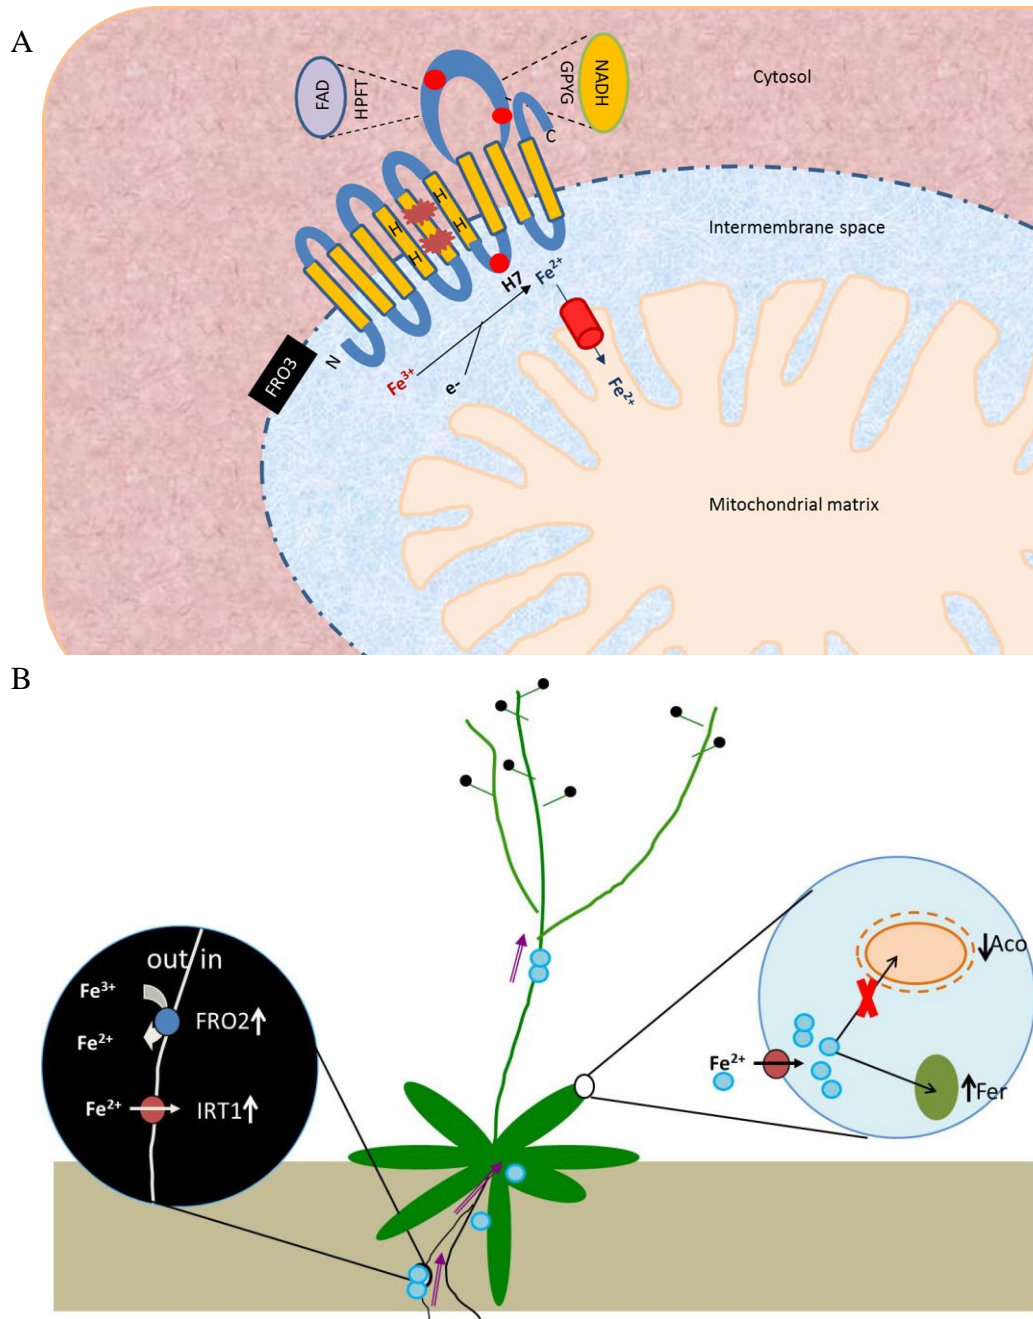 A
Cytosol
FAD
HPFT
GPYG
NADH
C
H
H
H
H
Intermembrane space
H7
Fe²⁺
N
FRO3
Fe³⁺
e-
Fe²⁺
Mitochondrial matrix
B
out in
Fe³⁺
FRO2
Fe²⁺
Fe²⁺
IRT1
Aco
Fe²⁺
Fer